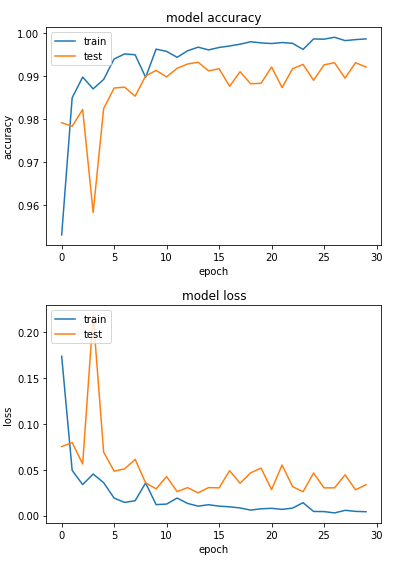 model accuracy
1.00
0.99
0.98
0.97
0.96
accuracy
train
test
0 5 10 15 20 25 30
epoch
model loss
0.20
0.15
0.10
0.05
0.00
loss
train
test
0 5 10 15 20 25 30
epoch